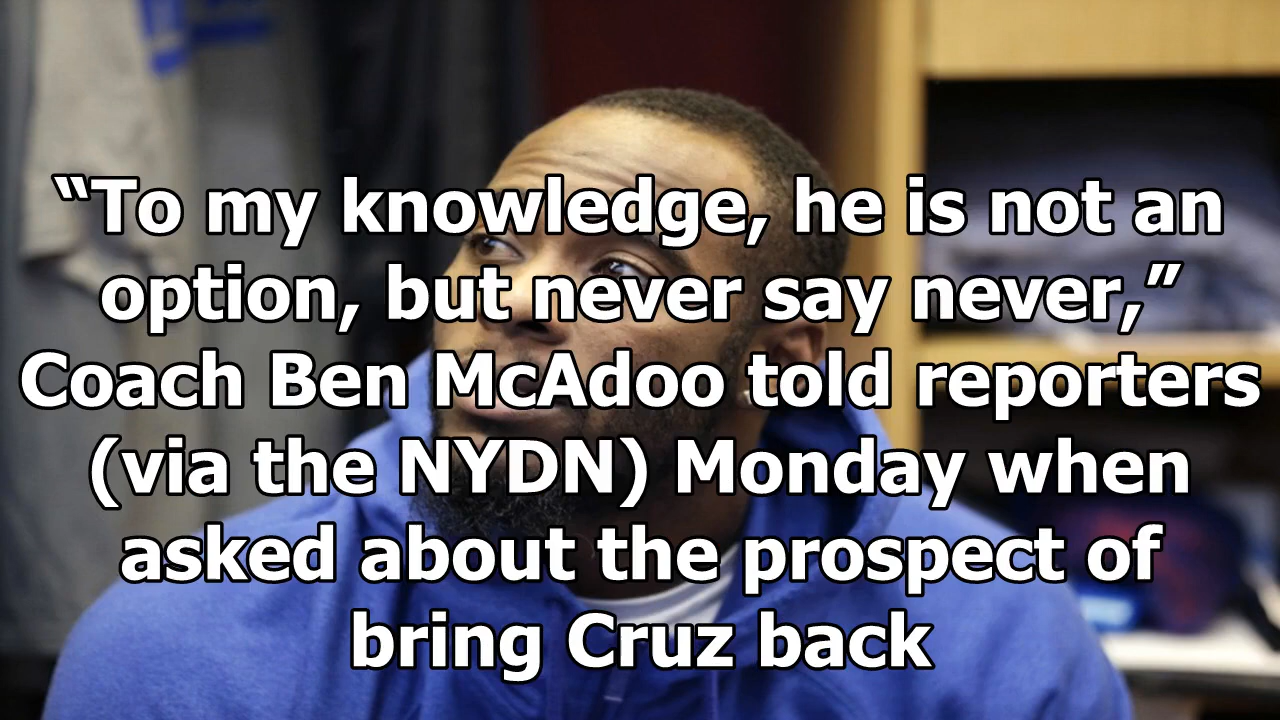 “To my knowledge, he is not an
option, but never say never,”
Coach Ben McAdoo told reporters
(via the NYDN) Monday when
asked about the prospect of
bring Cruz back